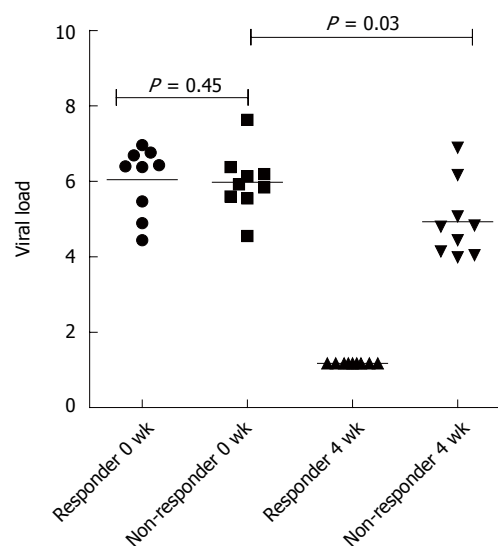 10
P = 0.03
P = 0.45
8
6
Viral load
4
2
0
Responder 0 wk
Non-responder 0 wk
Responder 4 wk
Non-responder 4 wk